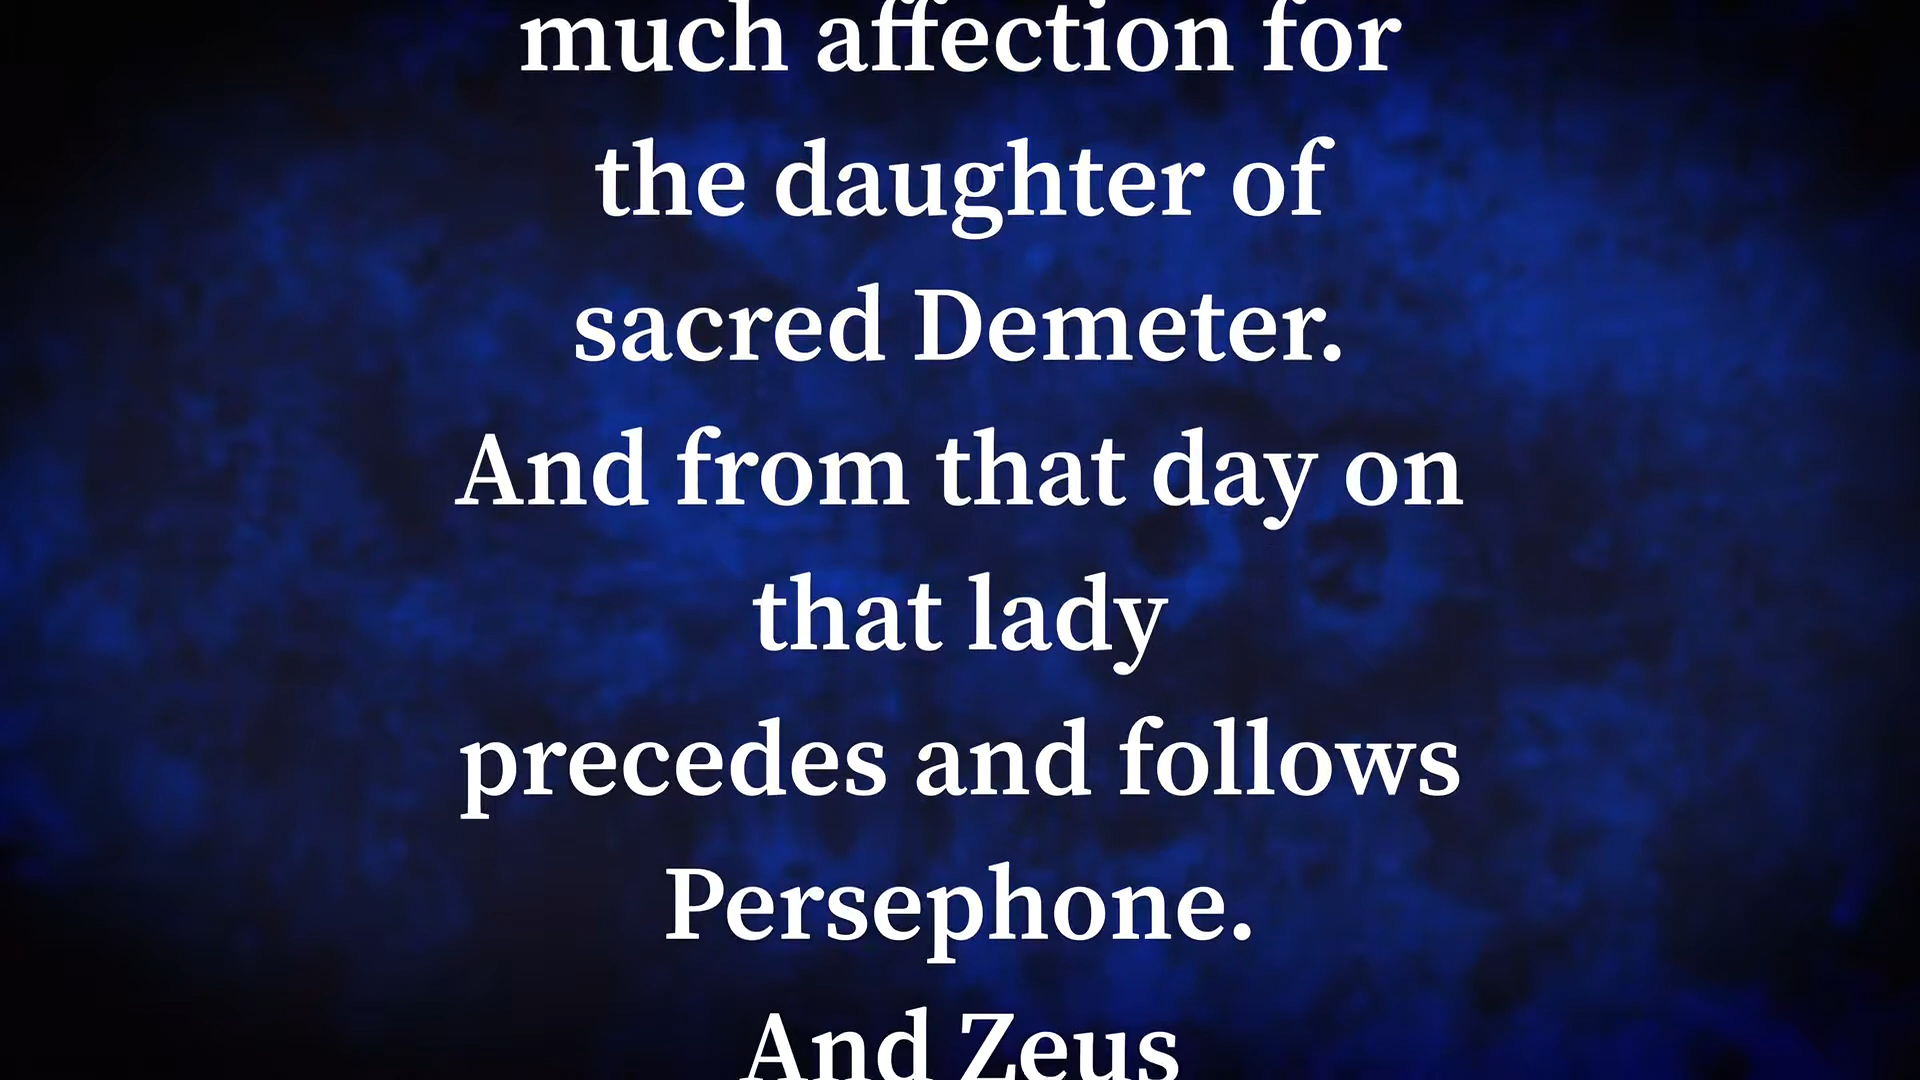 much affection for
the daughter of
sacred Demeter.
And from that day on
that lady
precedes and follows
Persephone.
And Zeus